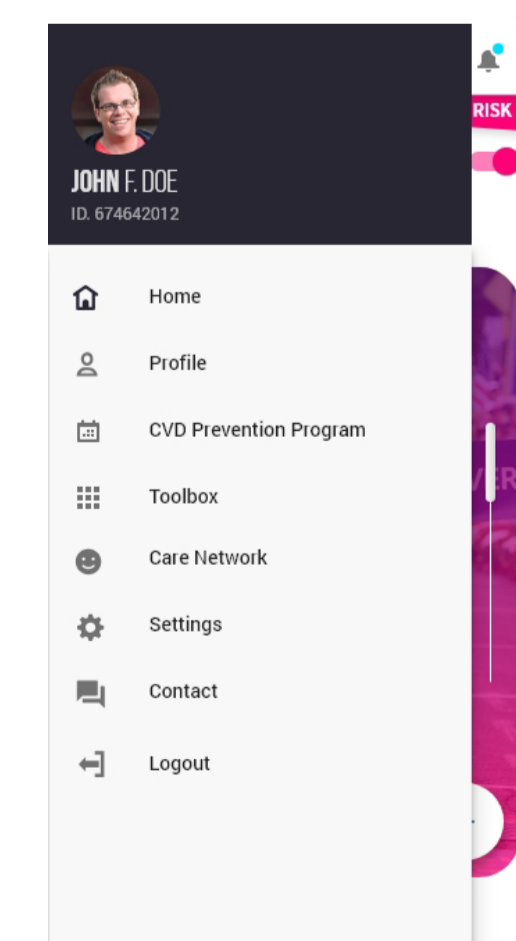 RISK
JOHN F. DOE
ID. 674642012
Home
Profile
CVD Prevention Program
Toolbox
Care Network
Settings
Contact
Logout